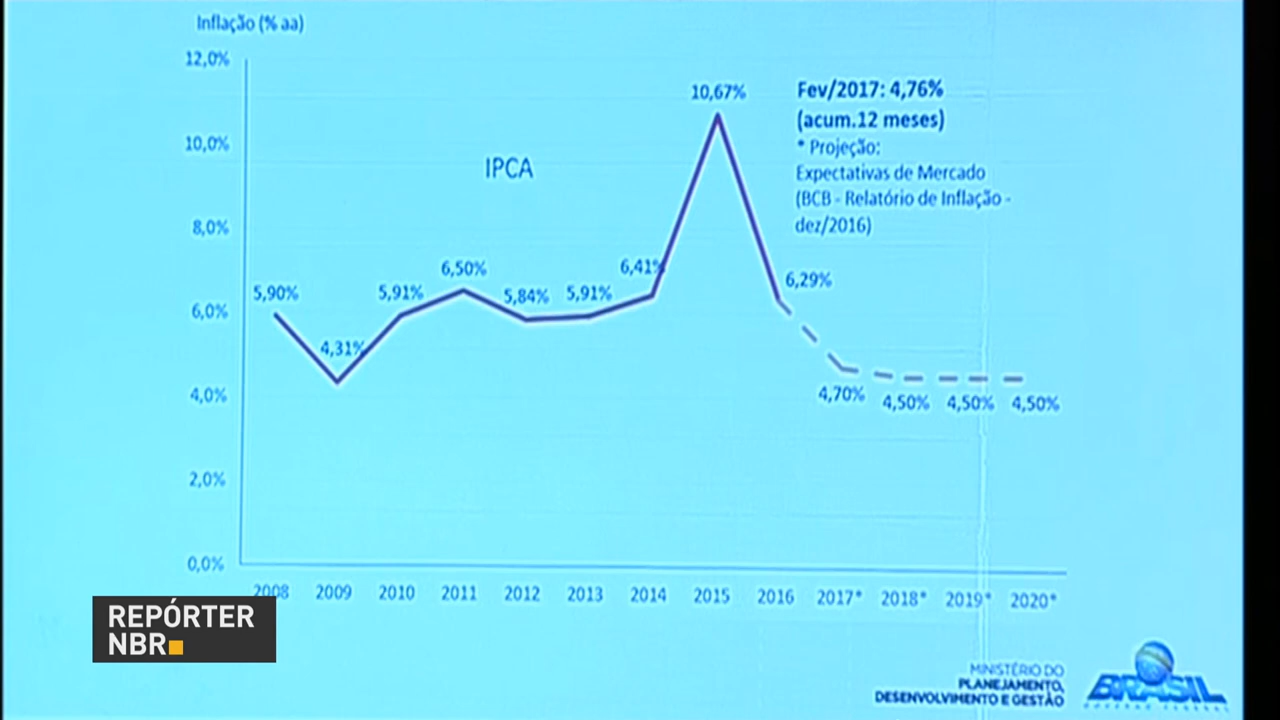 Inflação (% aa)
12,0%
10,0%
8,0%
6,0%
4,0%
2,0%
0,0%
IPCA
5,90%
4,31%
5,91%
6,50%
5,84%
5,91%
6,41%
10,67%
6,29%
4,70%
4,50%
4,50%
4,50%
Fev/2017: 4,76%
(acum.12 meses)
* Projeção:
Expectativas de Mercado
(BCB - Relatório de Inflação -
dez/2016)
2008 2009 2010 2011 2012 2013 2014 2015 2016 2017* 2018* 2019* 2020*
REPÓRTER
NBR
MINISTÉRIO DO
PLANEJAMENTO,
DESENVOLVIMENTO E GESTÃO
BRASIL
GOVERNO FEDERAL